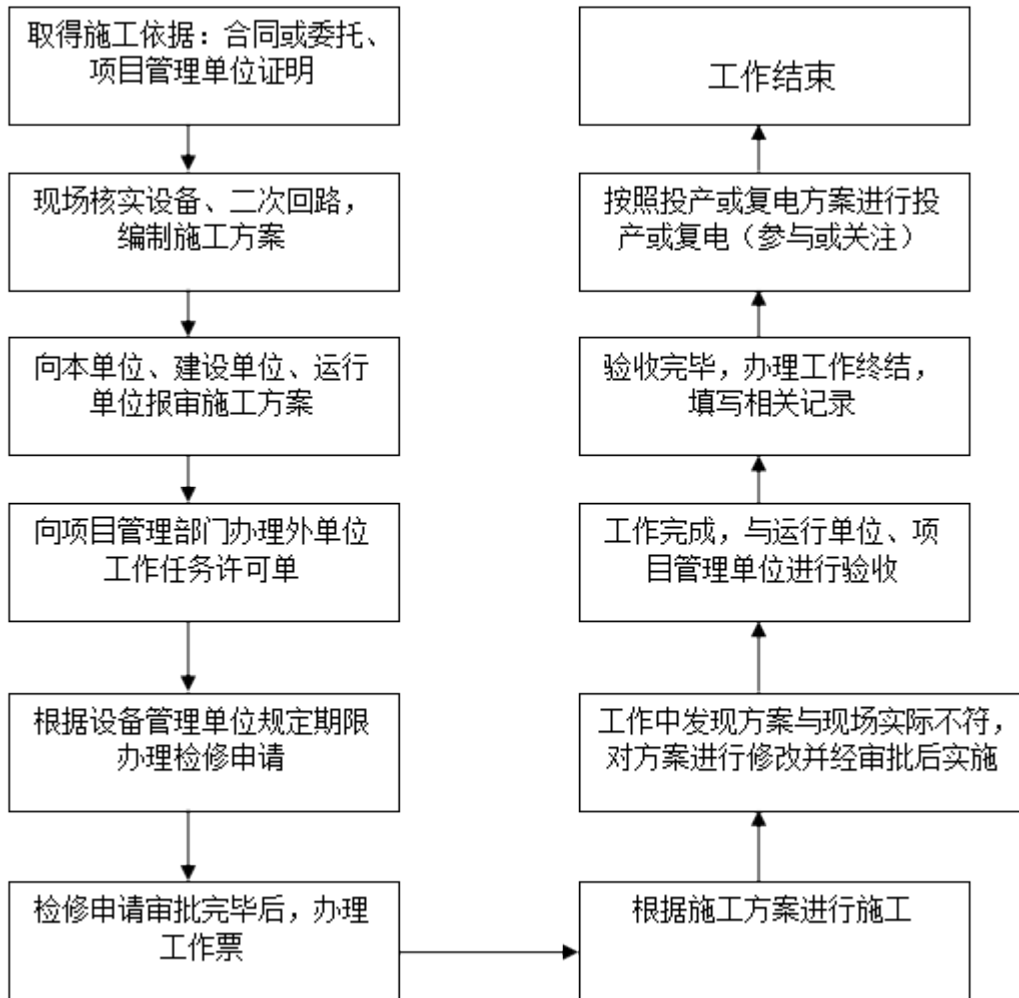 取得施工依据：合同或委托、
项目管理单位证明
现场核实设备、二次回路，
编制施工方案
向本单位、建设单位、运行
单位报审施工方案
向项目管理部门办理外单位
工作任务许可单
根据设备管理单位规定期限
办理检修申请
检修申请审批完毕后，办理
工作票
根据施工方案进行施工
工作中发现方案与现场实际不符，
对方案进行修改并经审批后实施
工作完成，与运行单位、项
目管理单位进行验收
验收完毕，办理工作终结，
填写相关记录
按照投产或复电方案进行投
产或复电（参与或关注）
工作结束